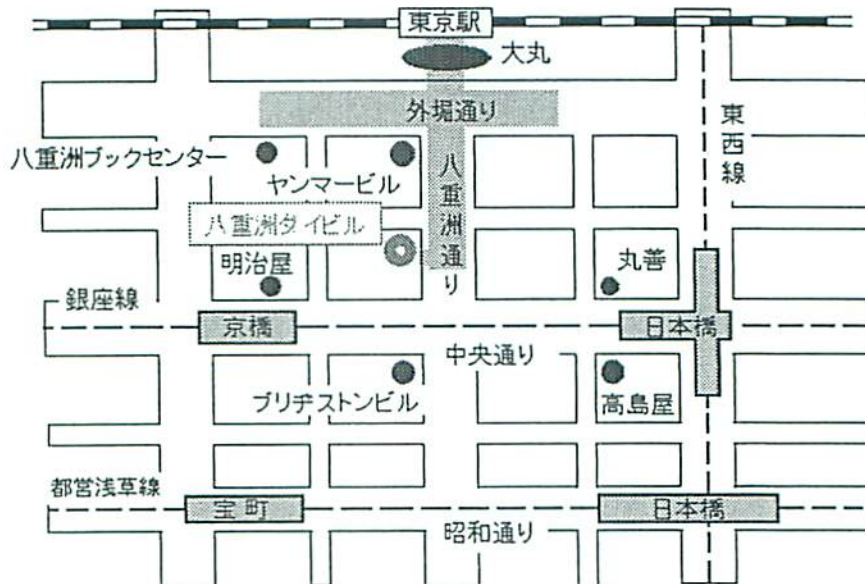 東京駅
大丸
外堀通り
東西線
八重洲ブックセンター
ヤンマービル
八重洲通り
八重洲ダイビル
明治屋
丸善
銀座線
京橋
日本橋
中央通り
ブリヂストンビル
高島屋
都営浅草線
宝町
日本橋
昭和通り